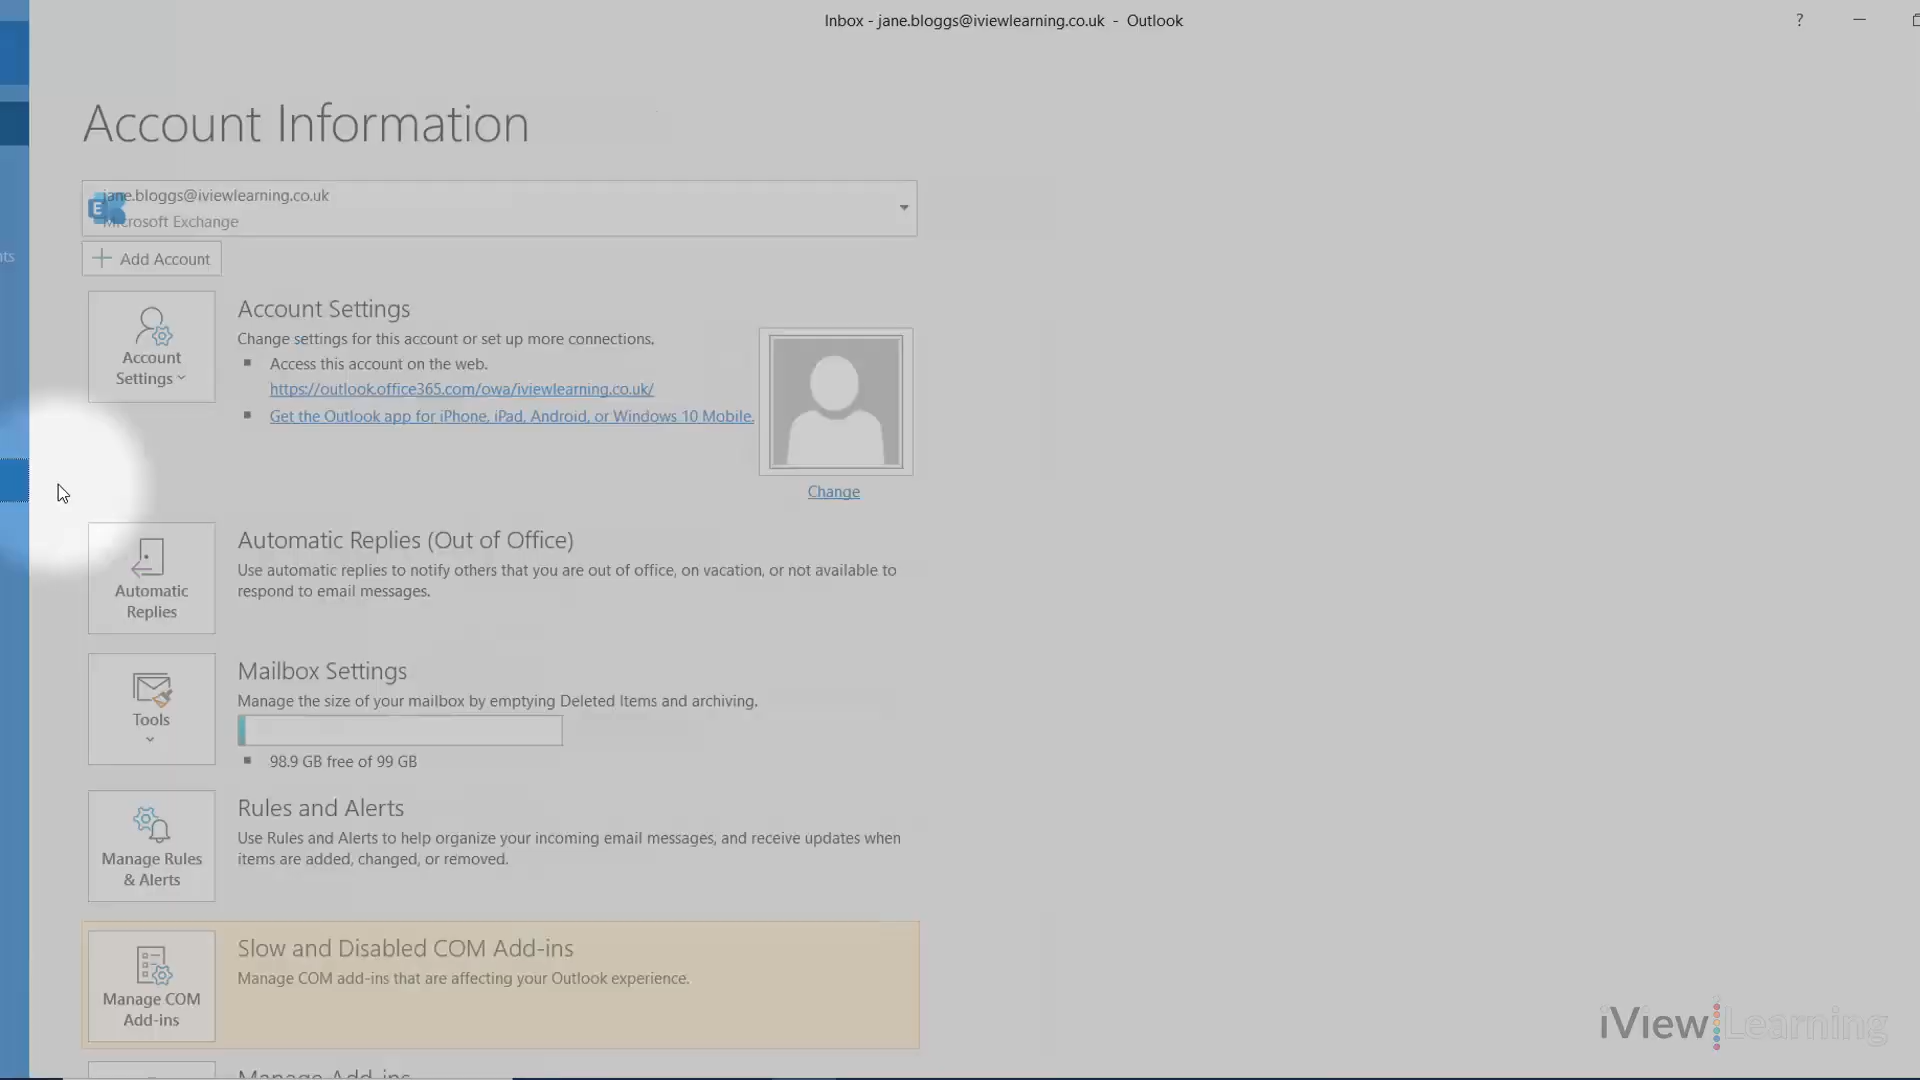 Inbox - jane.bloggs@iviewlearning.co.uk - Outlook
?
Account Information
jane.bloggs@iviewlearning.co.uk
Microsoft Exchange
Add Account
nts
Account Settings
Account Settings
Change settings for this account or set up more connections.
Access this account on the web.
https://outlook.office365.com/owa/iviewlearning.co.uk/
Get the Outlook app for iPhone, iPad, Android, or Windows 10 Mobile.
Change
Automatic Replies
Automatic Replies (Out of Office)
Use automatic replies to notify others that you are out of office, on vacation, or not available to
respond to email messages.
Tools
Mailbox Settings
Manage the size of your mailbox by emptying Deleted Items and archiving.
98.9 GB free of 99 GB
Manage Rules
& Alerts
Rules and Alerts
Use Rules and Alerts to help organize your incoming email messages, and receive updates when
items are added, changed, or removed.
Manage COM
Add-ins
Slow and Disabled COM Add-ins
Manage COM add-ins that are affecting your Outlook experience.
Manage Add-ins
iView Learning